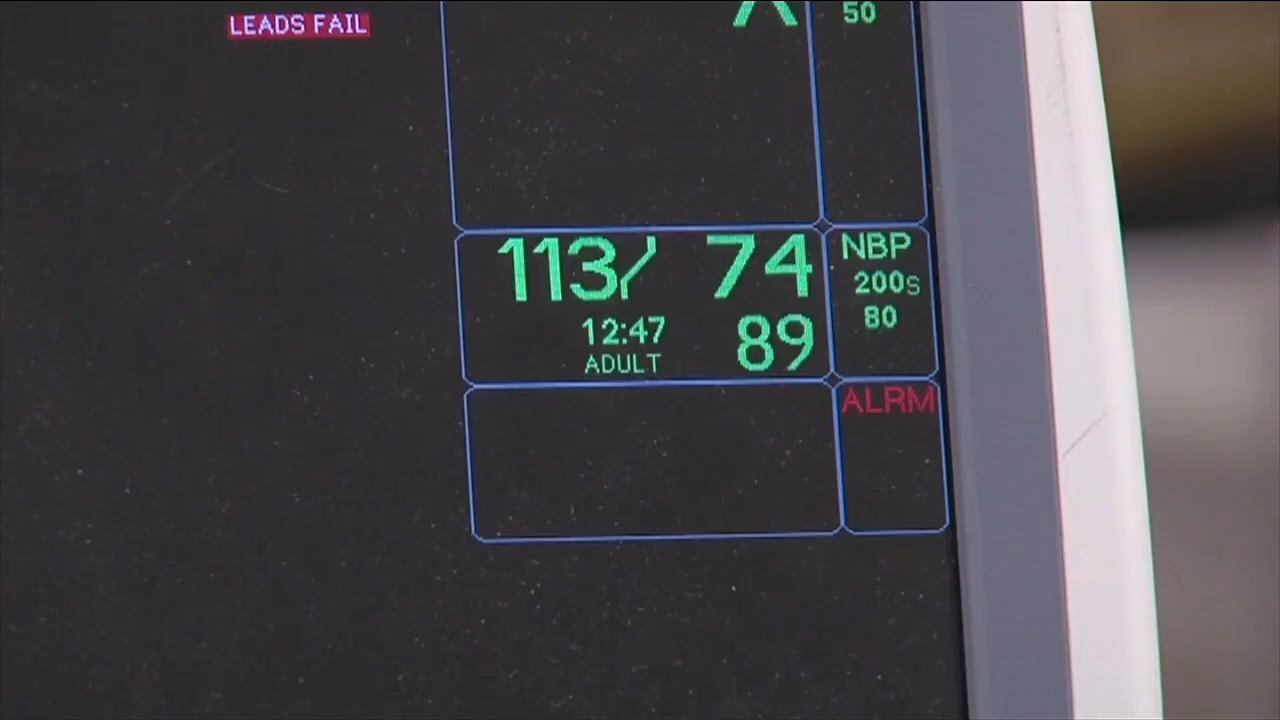 LEADS FAIL
X
50
113/ 74
12:47
89
ADULT
NBP
200s
80
ALRM